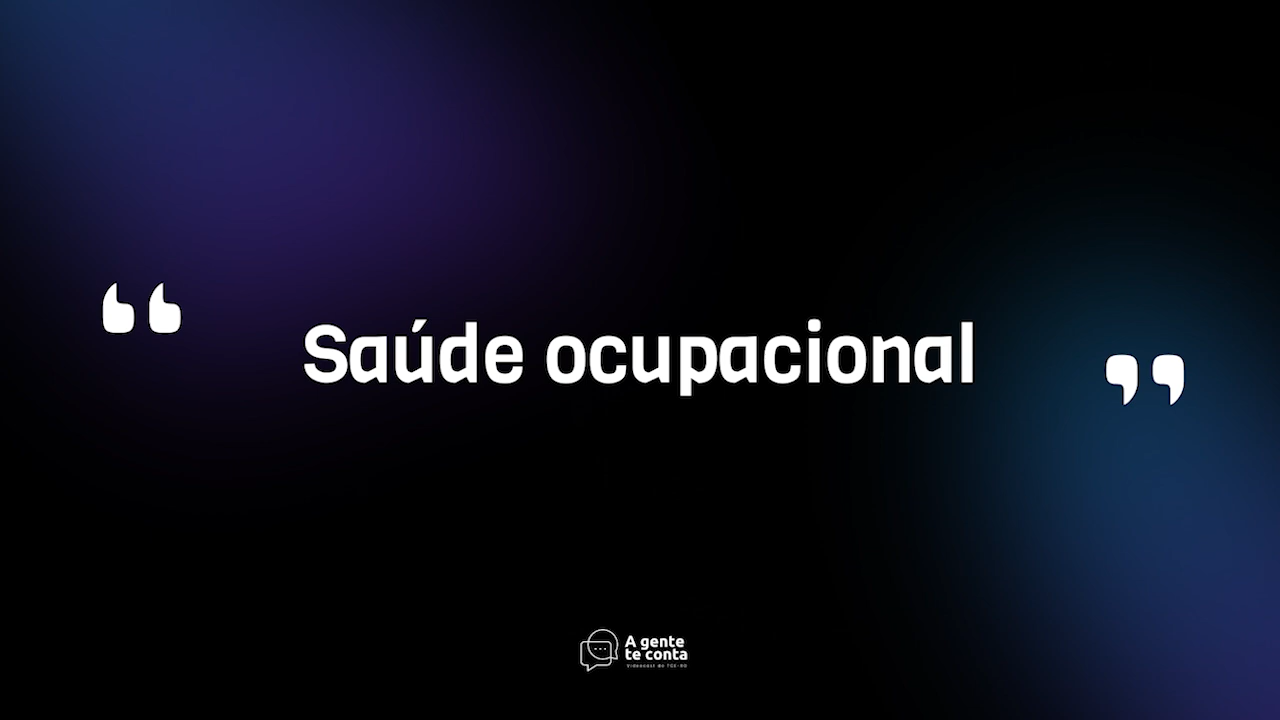 “ Saúde ocupacional ”
A gente
te conta